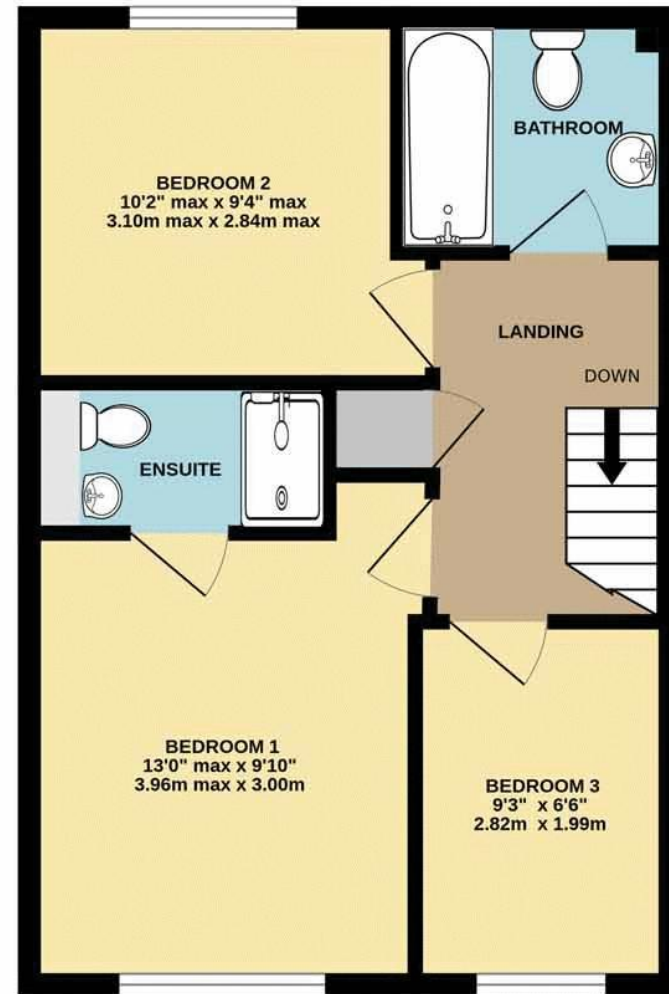 BATHROOM
BEDROOM 2
10'2" max x 9'4" max
3.10m max x 2.84m max
LANDING
DOWN
ENSUITE
BEDROOM 1
13'0" max x 9'10"
3.96m max x 3.00m
BEDROOM 3
9'3" x 6'6"
2.82m x 1.99m